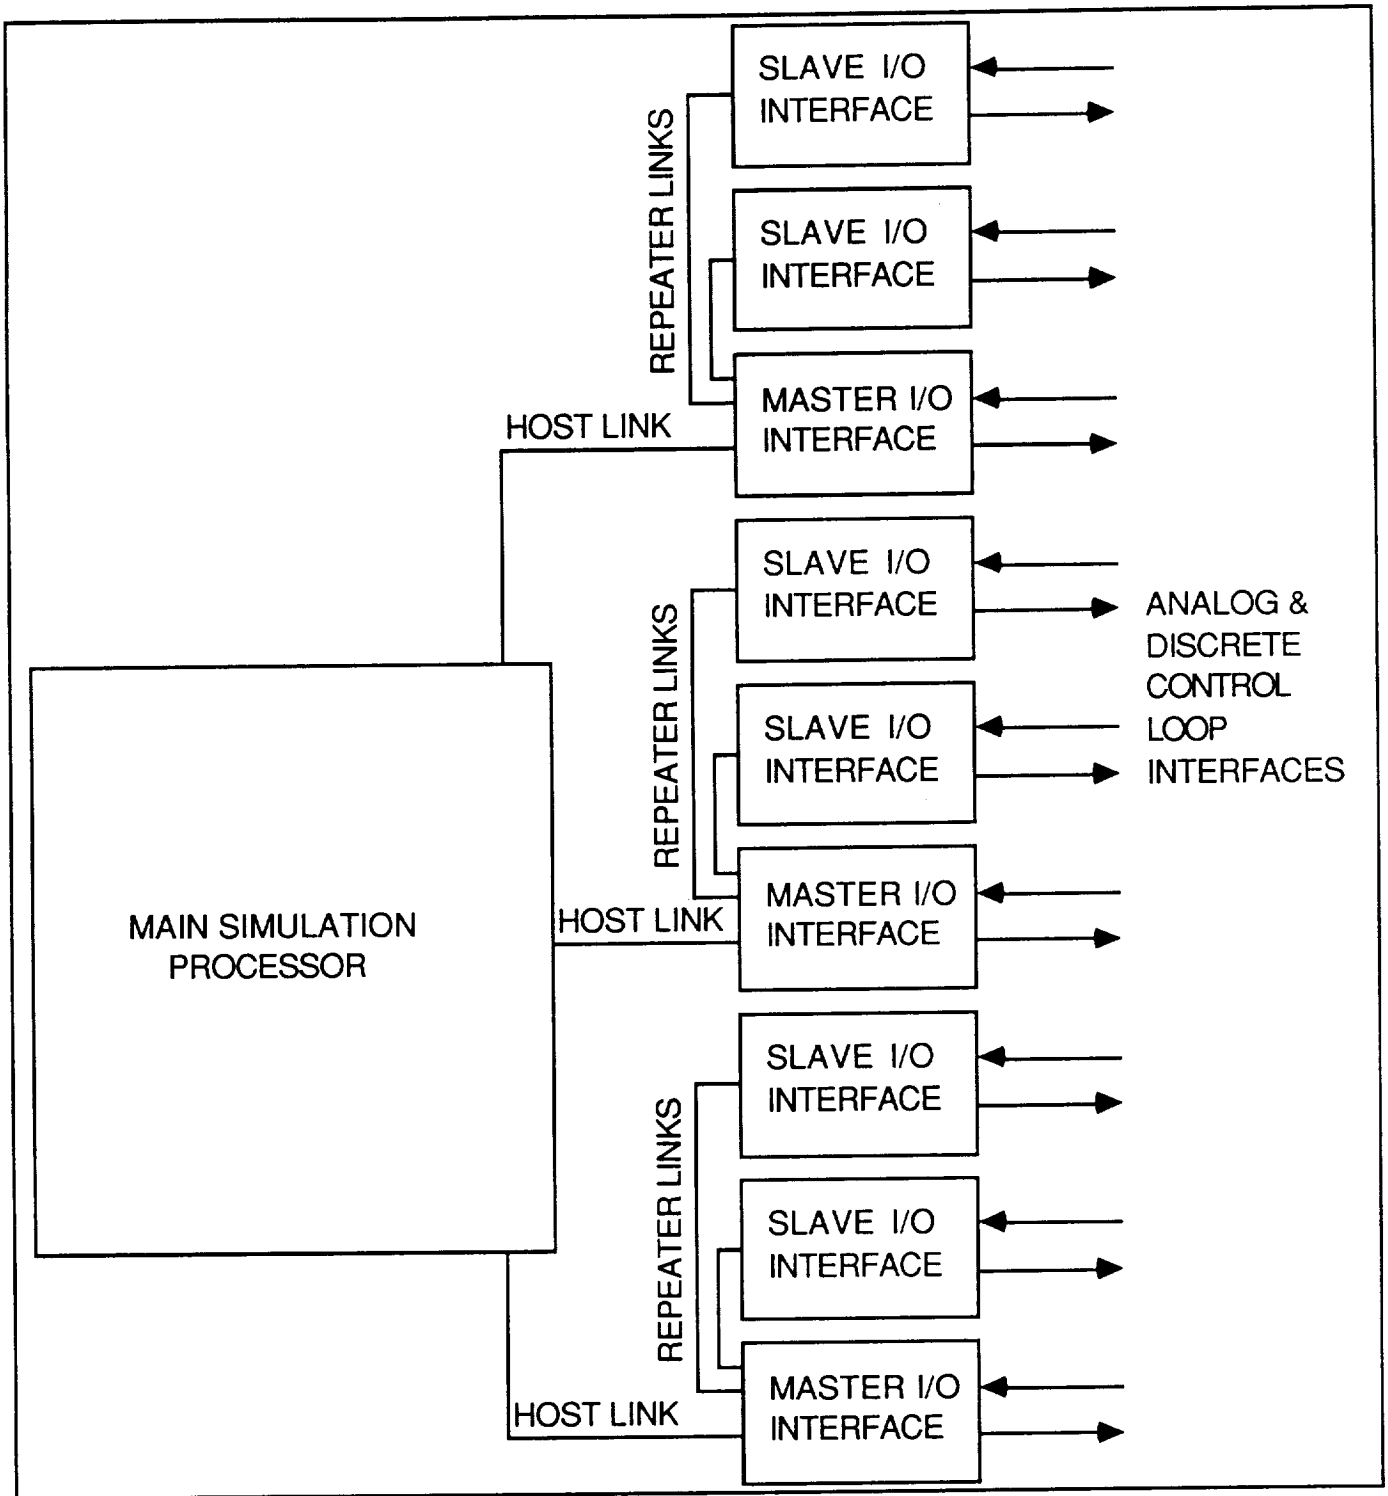 SLAVE I/O
INTERFACE
REPEATER LINKS
SLAVE I/O
INTERFACE
MASTER I/O
INTERFACE
HOST LINK
SLAVE I/O
INTERFACE
REPEATER LINKS
SLAVE I/O
INTERFACE
MASTER I/O
INTERFACE
HOST LINK
ANALOG &
DISCRETE
CONTROL
LOOP
INTERFACES
MAIN SIMULATION
PROCESSOR
SLAVE I/O
INTERFACE
REPEATER LINKS
SLAVE I/O
INTERFACE
MASTER I/O
INTERFACE
HOST LINK